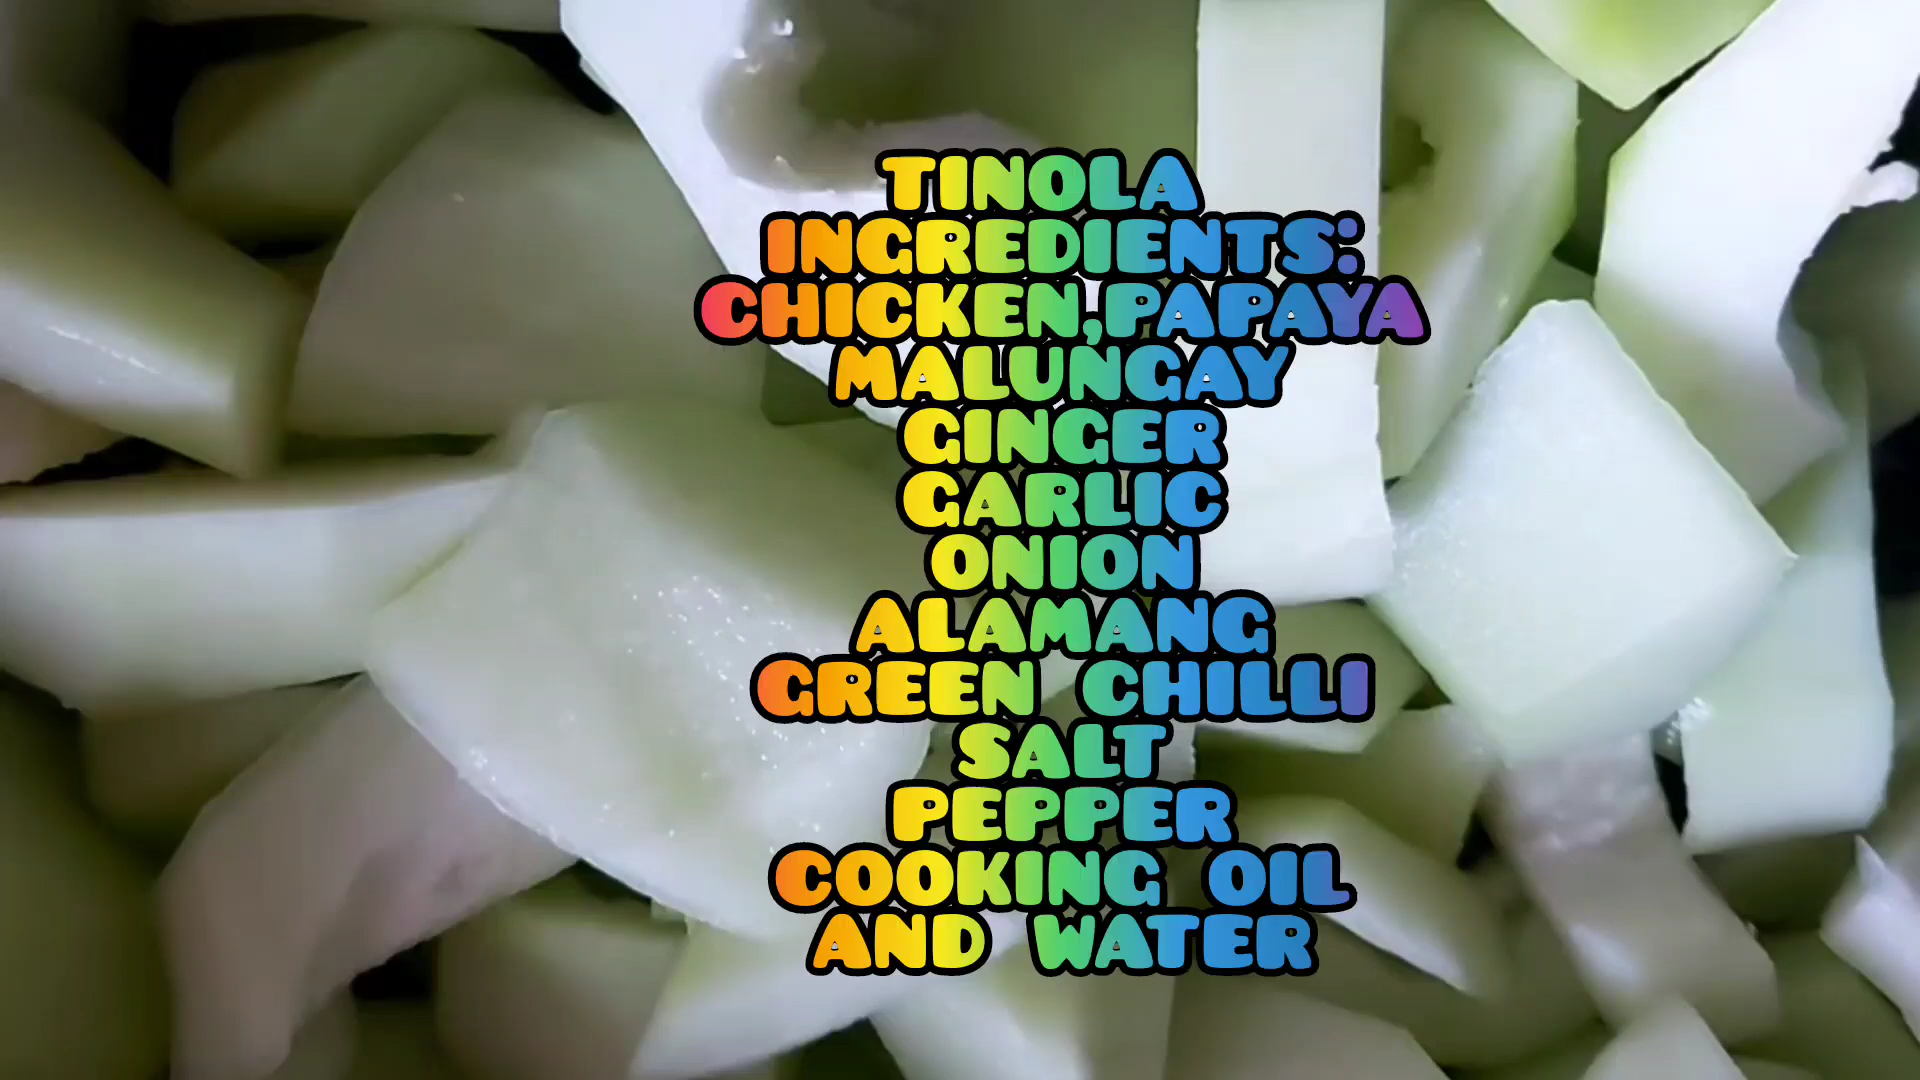 TINOLA
INGREDIENTS:
CHICKEN,PAPAYA
MALUNGAY
GINGER
GARLIC
ONION
ALAMANG
GREEN CHILLI
SALT
PEPPER
COOKING OIL
AND WATER